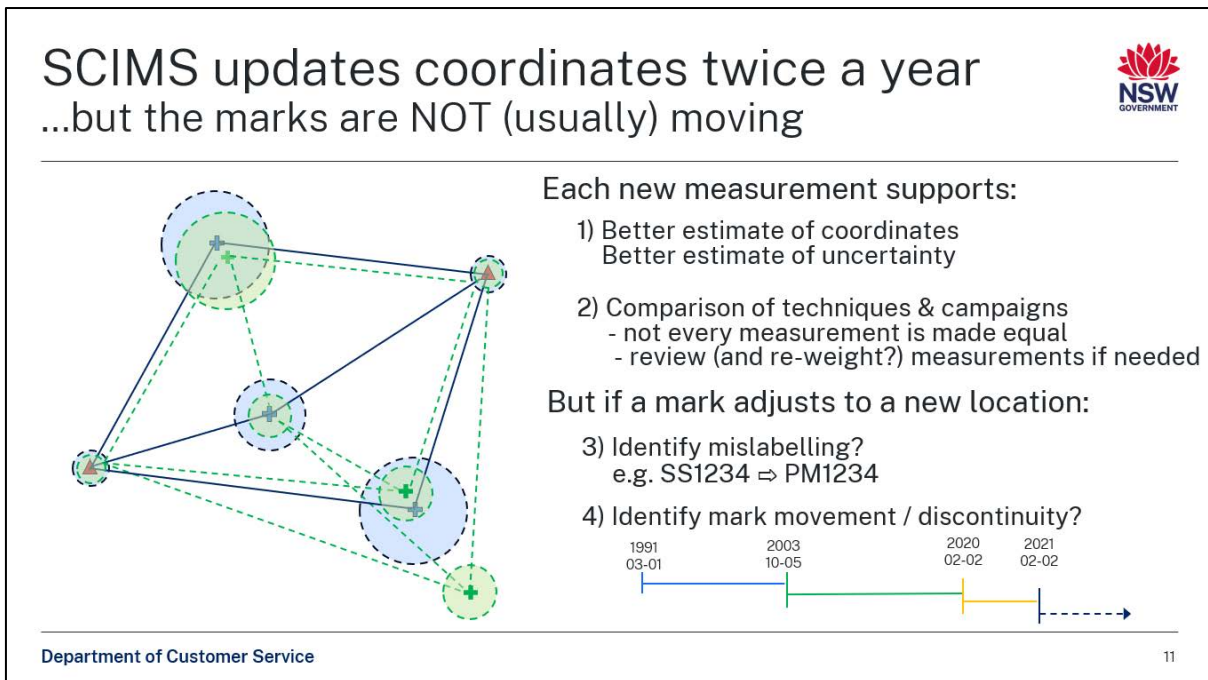 SCIMS updates coordinates twice a year
...but the marks are NOT (usually) moving
NSW
GOVERNMENT
Each new measurement supports:
1) Better estimate of coordinates
Better estimate of uncertainty
2) Comparison of techniques & campaigns
- not every measurement is made equal
- review (and re-weight?) measurements if needed
But if a mark adjusts to a new location:
3) Identify mislabelling?
e.g. SS1234 ⇨ PM1234
4) Identify mark movement / discontinuity?
1991
03-01
2003
10-05
2020
02-02
2021
02-02
Department of Customer Service
11